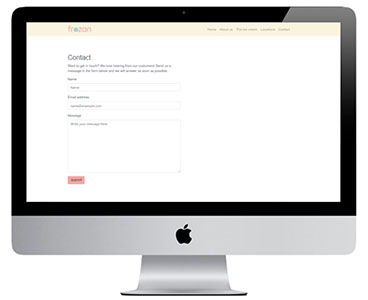 frozen
Home About us The ice cream Locations Contact
Contact
Want to get in touch? We love hearing from our customers! Send us a
message in the form below and we will answer as soon as possible.
Name
Name
Email address
name@example.com
Message
Write your message here
Submit